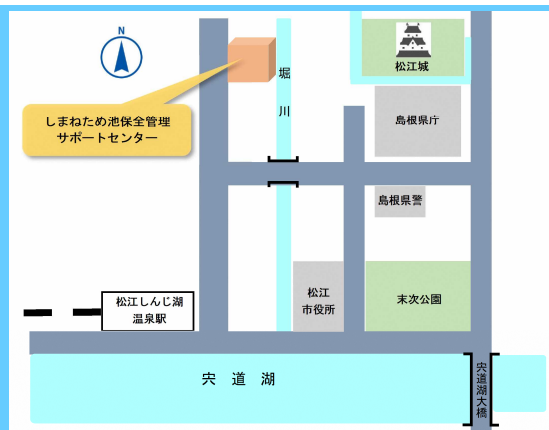 N
松江城
堀
川
しまねため池保全管理
サポートセンター
島根県庁
島根県警
松江
市役所
末次公園
松江しんじ湖
温泉駅
宍道湖
宍道湖大橋